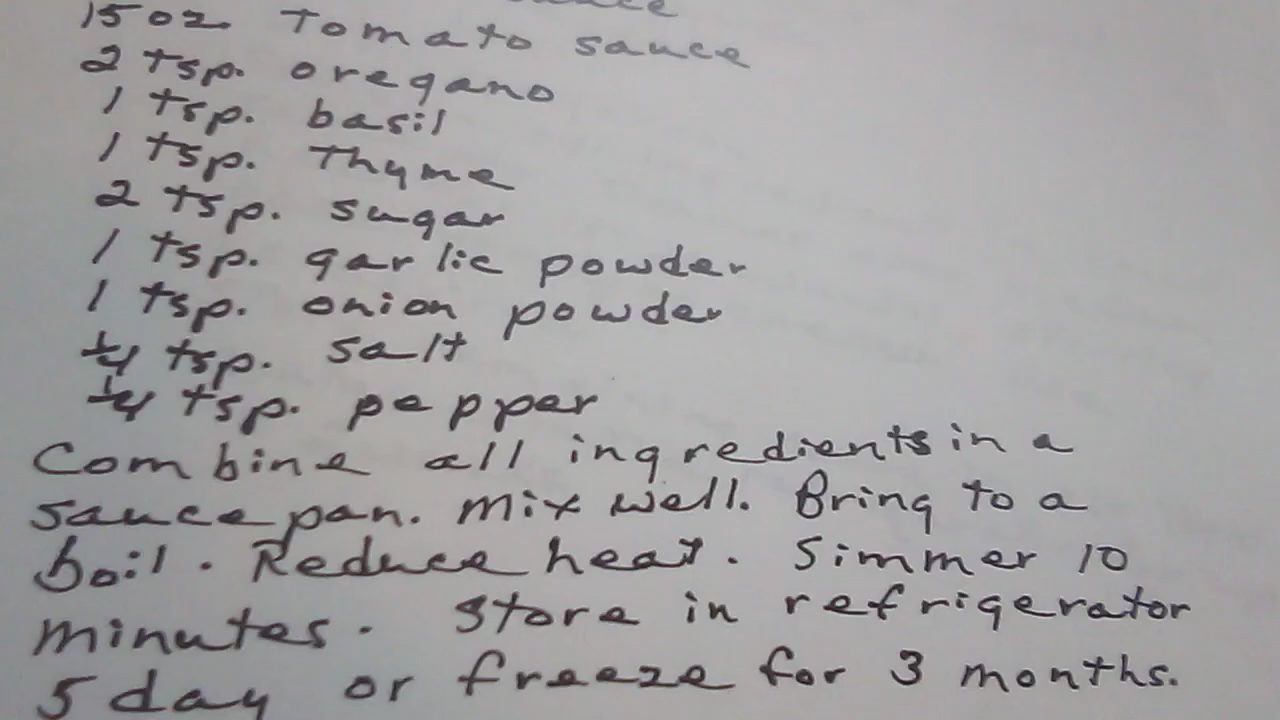 15 oz. Tomato sauce
2 tsp. oregano
1 tsp. basil
1 tsp. Thyme
2 tsp. sugar
1 tsp. garlic powder
1 tsp. onion powder
1/4 tsp. salt
1/4 tsp. pepper
Combine all ingredients in a
sauce pan. Mix well. Bring to a
boil. Reduce heat. Simmer 10
minutes. Store in refrigerator
5 day or freeze for 3 months.